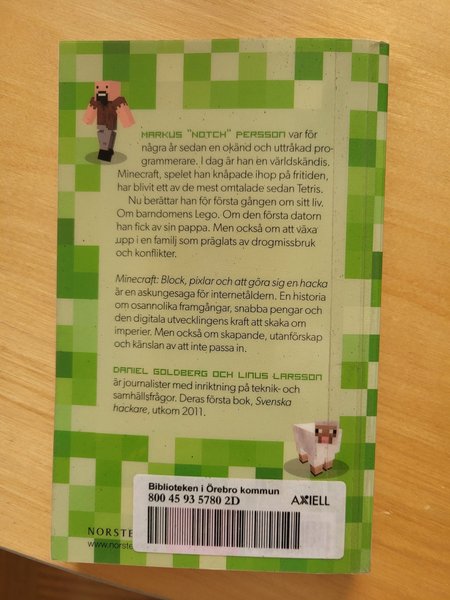 MARKUS "NOTCH" PERSSON var för
några år sedan en okänd och uttråkad pro-
grammerare. I dag är han en världskändis.
Minecraft, spelet han knåpade ihop på fritiden,
har blivit ett av de mest omtalade sedan Tetris.
Nu berättar han för första gången om sitt liv.
Om barndomens Lego. Om den första datorn
han fick av sin pappa. Men också om att växa
upp i en familj som präglats av drogmissbruk
och konflikter.
Minecraft: Block, pixlar och att göra sig en hacka
är en askungesaga för internetåldern. En historia
om osannolika framgångar, snabba pengar och
den digitala utvecklingens kraft att skaka om
imperier. Men också om skapande, utanförskap
och känslan av att inte passa in.
DANIEL GOLDBERG OCH LINUS LARSSON
är journalister med inriktning på teknik- och
samhällsfrågor. Deras första bok, Svenska
hackare, utkom 2011.
Biblioteken i Örebro kommun
800 45 93 5780 2D AXIELL
NORSTE
www.norste